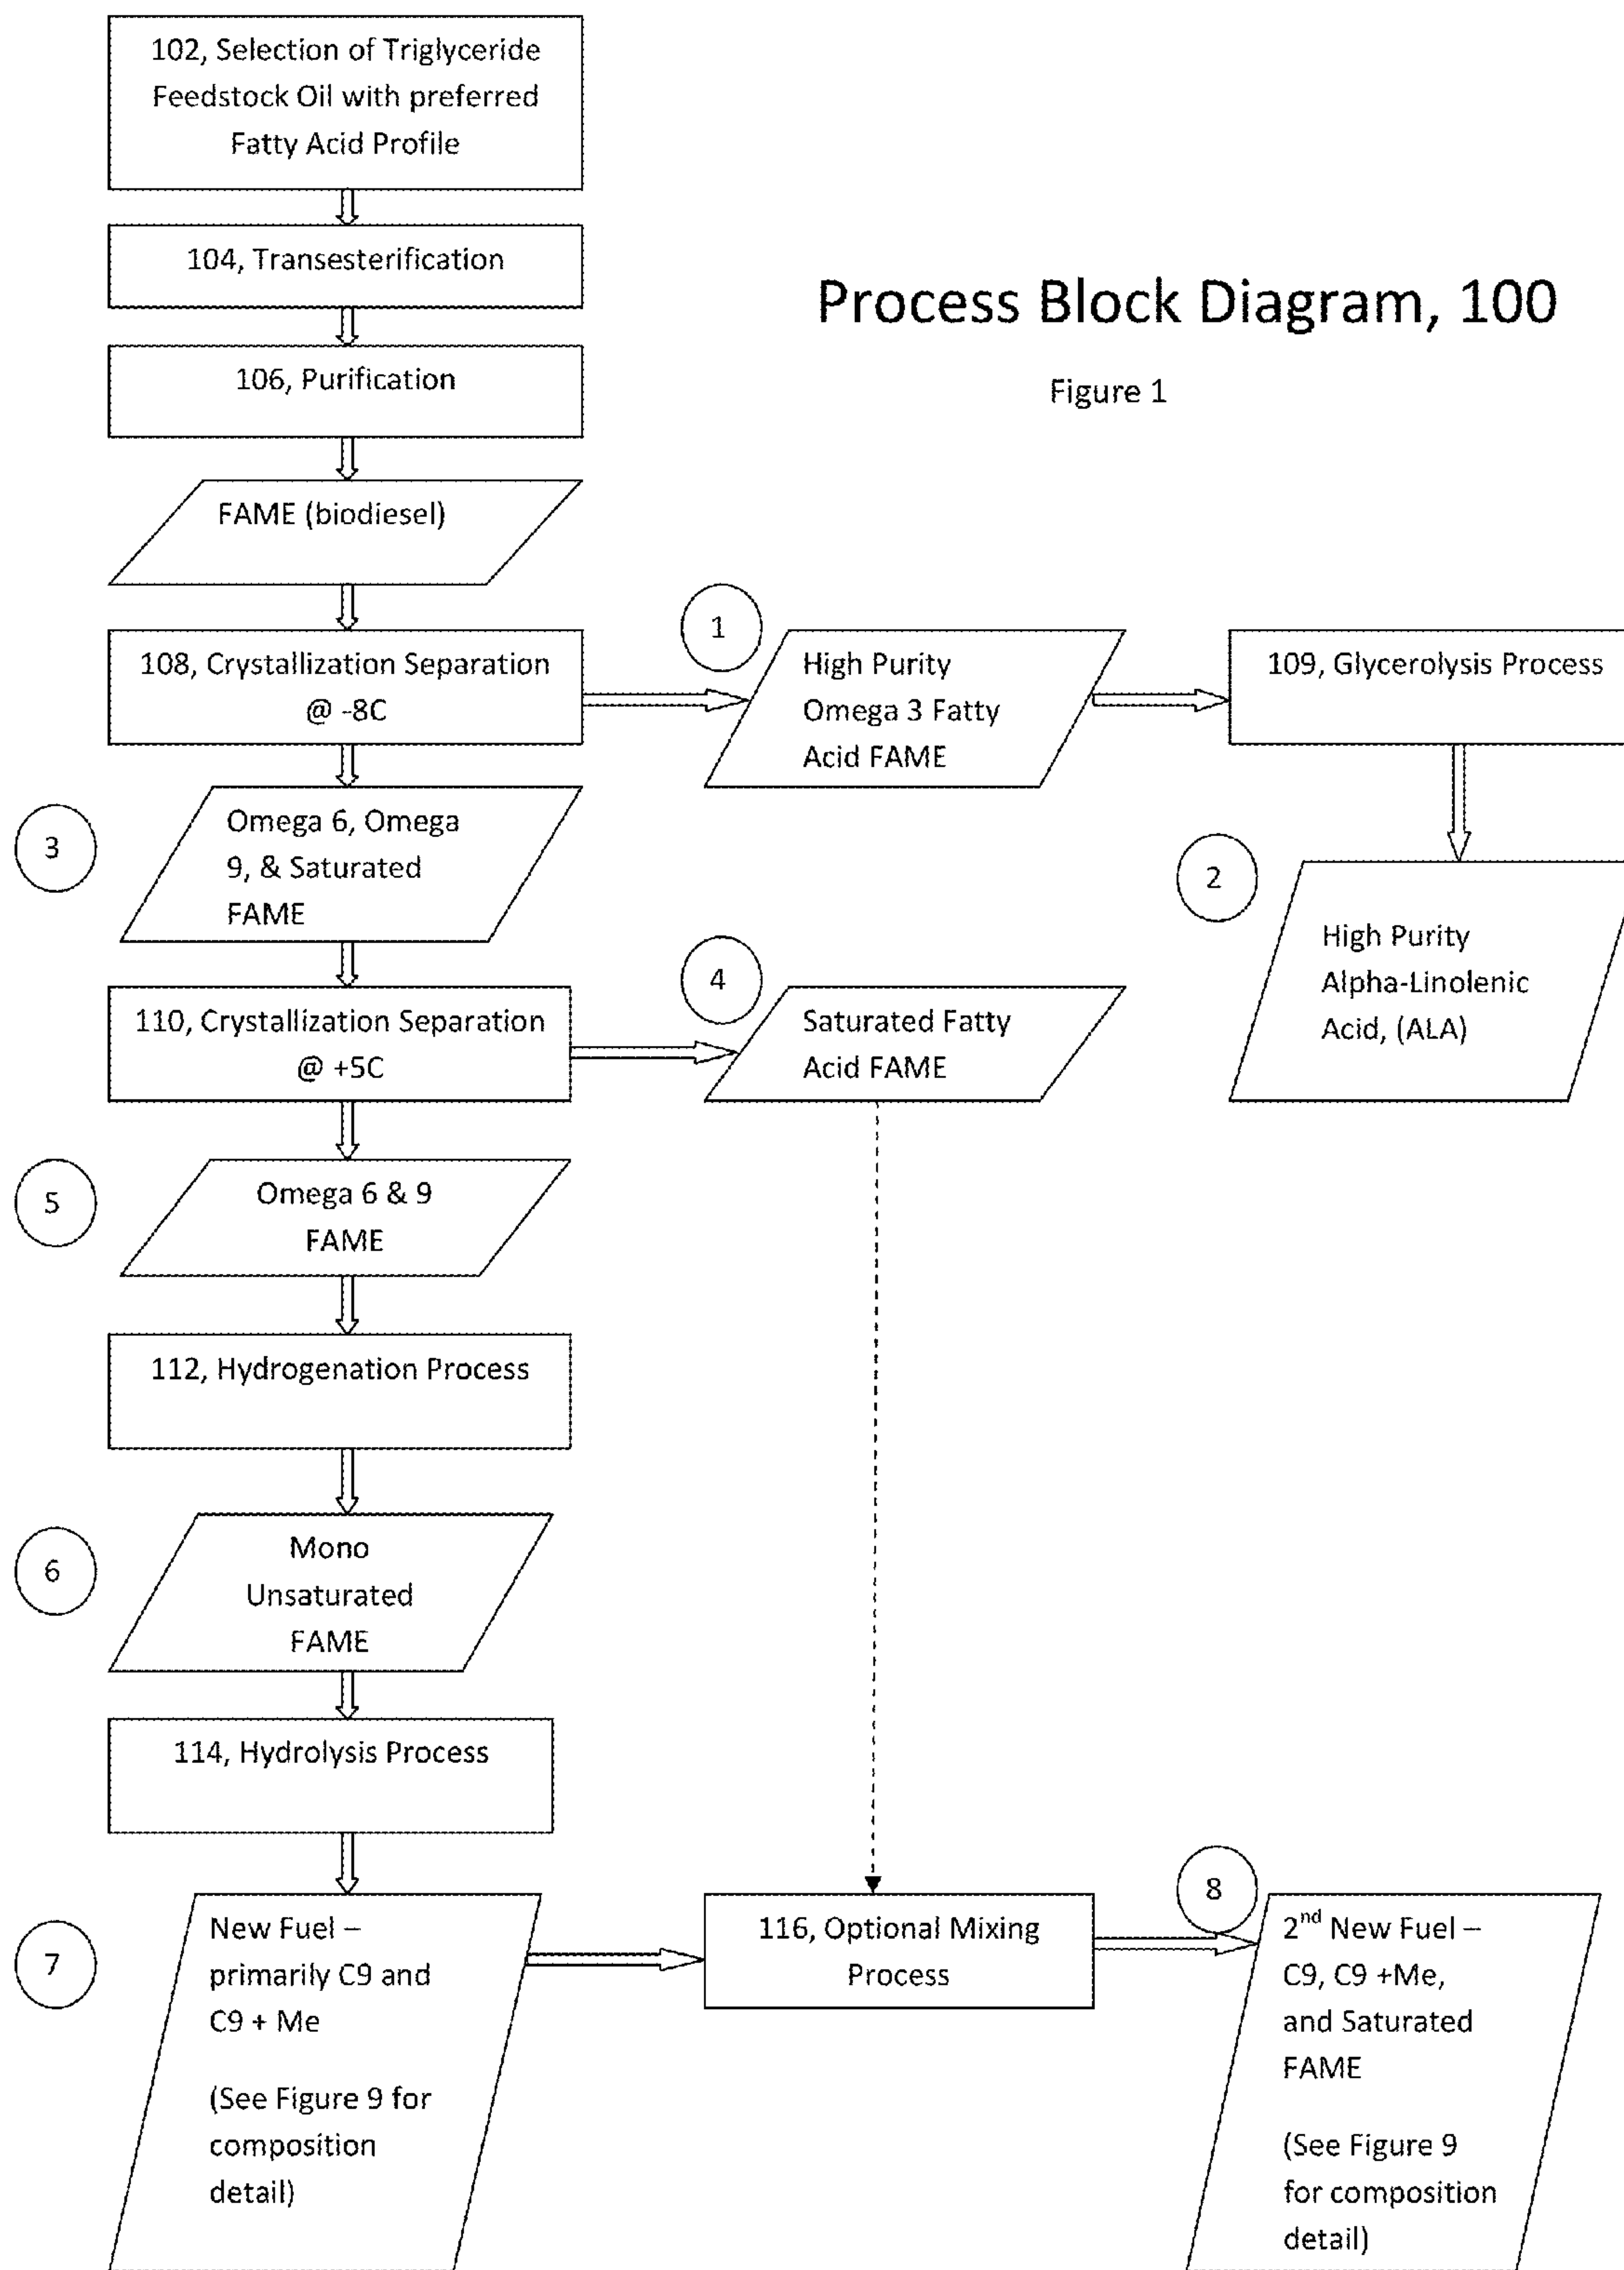 102, Selection of Triglyceride
Feedstock Oil with preferred
Fatty Acid Profile
104, Transesterification
Process Block Diagram, 100
106, Purification
Figure 1
FAME (biodiesel)
108, Crystallization Separation
@ -8C
1
High Purity
Omega 3 Fatty
Acid FAME
109, Glycerolysis Process
3
Omega 6, Omega
9, & Saturated
FAME
2
High Purity
Alpha-Linolenic
Acid, (ALA)
110, Crystallization Separation
@ +5C
4
Saturated Fatty
Acid FAME
5
Omega 6 & 9
FAME
112, Hydrogenation Process
6
Mono
Unsaturated
FAME
114, Hydrolysis Process
7
New Fuel –
primarily C9 and
C9 + Me
(See Figure 9 for
composition
detail)
116, Optional Mixing
Process
8
2nd New Fuel –
C9, C9 +Me,
and Saturated
FAME
(See Figure 9
for composition
detail)